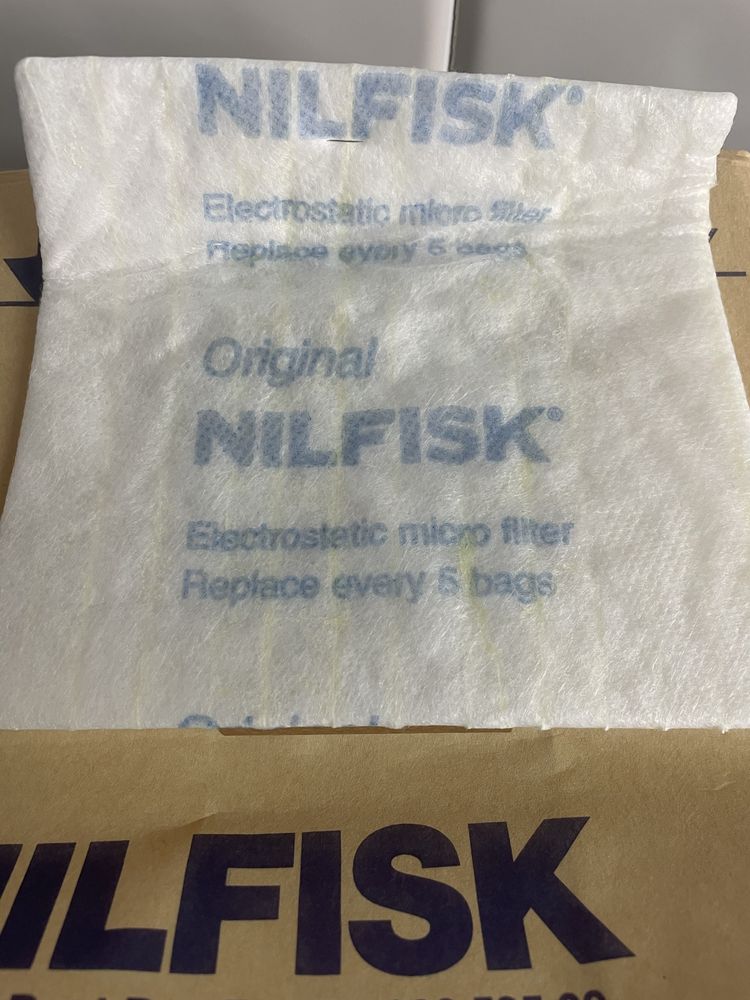 NILFISK®
Electrostatic micro filter
Replace every 5 bags
Original
NILFISK®
Electrostatic micro filter
Replace every 5 bags
NILFISK